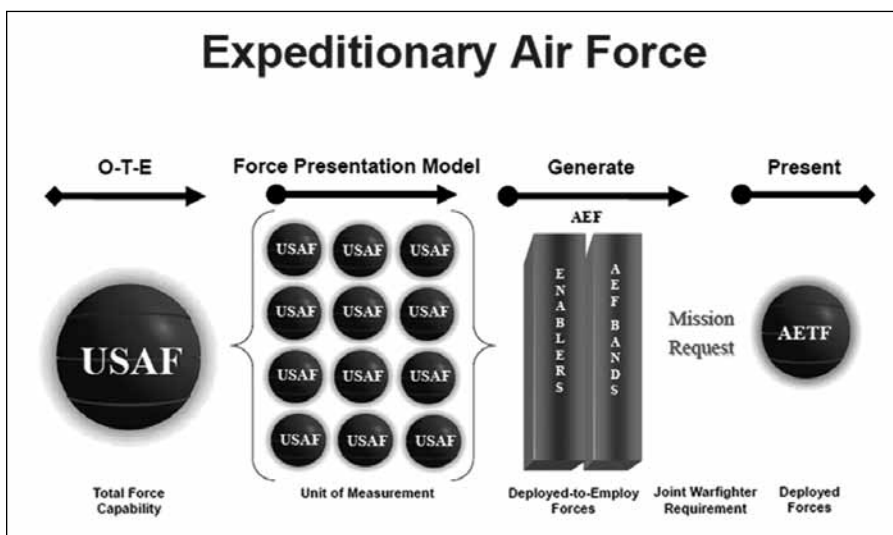 Expeditionary Air Force
O-T-E
Force Presentation Model
Generate
Present
AEF
USAF
USAF USAF USAF
USAF USAF USAF
USAF USAF USAF
USAF USAF USAF
ENABLERS
AEF BANDS
Mission
Request
AETF
Total Force
Capability
Unit of Measurement
Deployed-to-Employ
Forces
Joint Warfighter
Requirement
Deployed
Forces